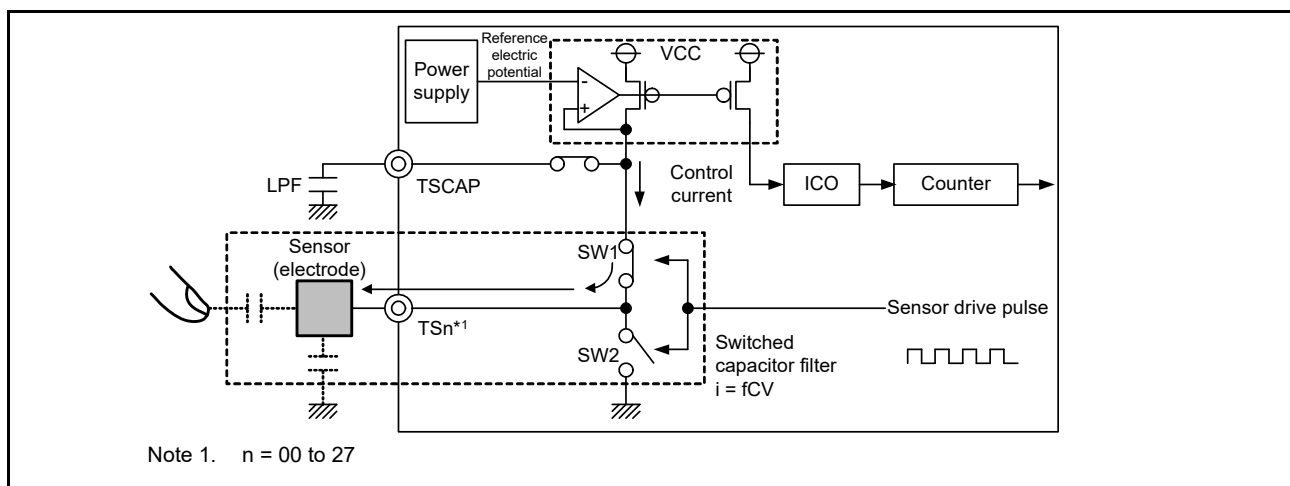 Power
supply
Reference
electric
potential
VCC
-
+
LPF
TSCAP
Control
current
ICO
Counter
Sensor
(electrode)
SW1
TSn*1
SW2
Sensor drive pulse
Switched
capacitor filter
i = fCV
Note 1. n = 00 to 27